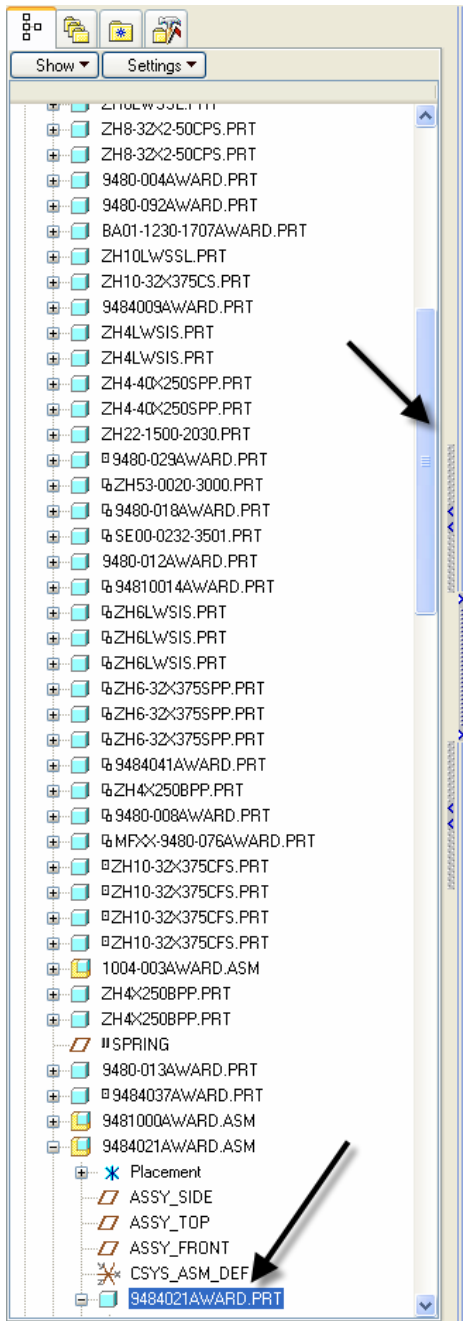 Show Settings
ZH8-32X2-50CPS.PRT
ZH8-32X2-50CPS.PRT
9480-004AWARD.PRT
9480-092AWARD.PRT
BA01-1230-1707AWARD.PRT
ZH10LWSSL.PRT
ZH10-32X375CS.PRT
9484009AWARD.PRT
ZH4LWSIS.PRT
ZH4LWSIS.PRT
ZH4-40X250SPP.PRT
ZH4-40X250SPP.PRT
ZH22-1500-2030.PRT
9480-029AWARD.PRT
ZH53-0020-3000.PRT
9480-018AWARD.PRT
SE00-0232-3501.PRT
9480-012AWARD.PRT
94810014AWARD.PRT
ZH6LWSIS.PRT
ZH6LWSIS.PRT
ZH6LWSIS.PRT
ZH6-32X375SPP.PRT
ZH6-32X375SPP.PRT
ZH6-32X375SPP.PRT
9484041AWARD.PRT
ZH4X250BPP.PRT
9480-008AWARD.PRT
MFXX-9480-076AWARD.PRT
ZH10-32X375CFS.PRT
ZH10-32X375CFS.PRT
ZH10-32X375CFS.PRT
ZH10-32X375CFS.PRT
1004-003AWARD.ASM
ZH4X250BPP.PRT
ZH4X250BPP.PRT
SPRING
9480-013AWARD.PRT
9484037AWARD.PRT
9481000AWARD.ASM
9484021AWARD.ASM
Placement
ASSY_SIDE
ASSY_TOP
ASSY_FRONT
CSYS_ASM_DEF
9484021AWARD.PRT